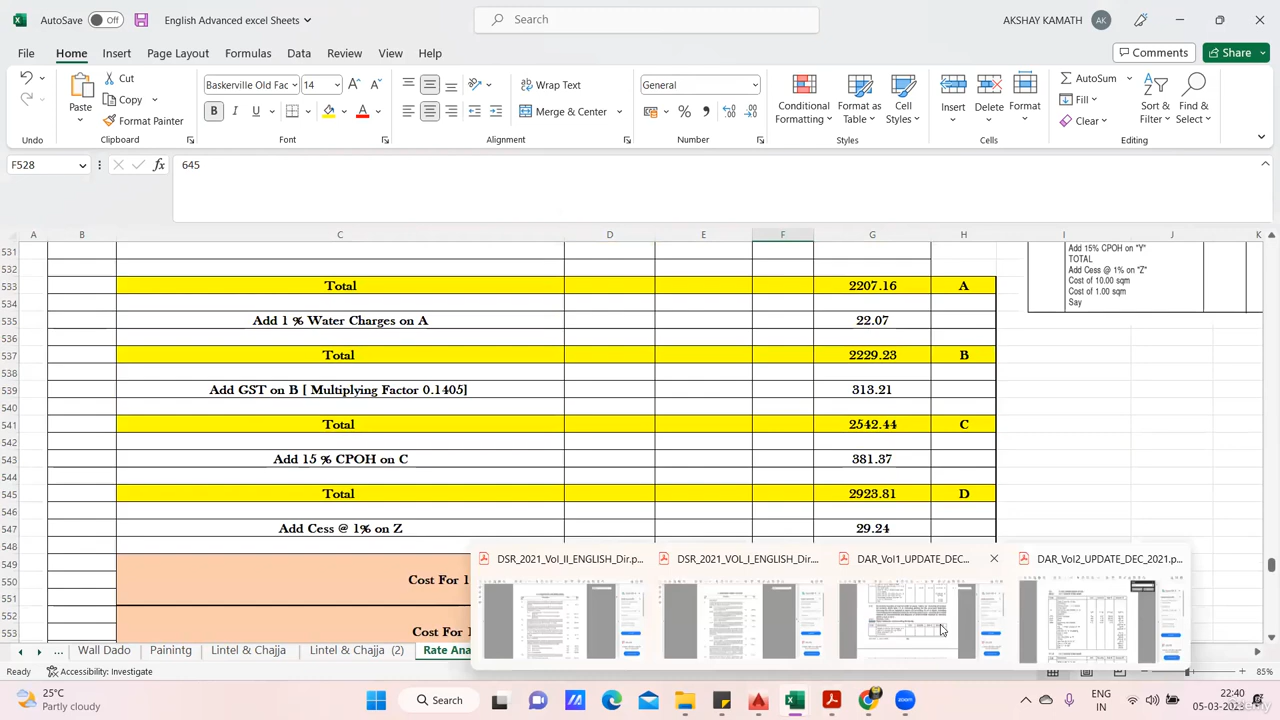 AutoSave Off English Advanced excel Sheets Search AKSHAY KAMATH AK
File Home Insert Page Layout Formulas Data Review View Help Comments Share
Paste Cut Copy Format Painter
Baskerville Old Fac 14
Wrap Text Merge & Center
General
Conditional Formatting Format as Table Cell Styles
Insert Delete Format
AutoSum Fill Clear Sort & Filter Find & Select
Undo Clipboard Font Alignment Number Styles Cells Editing
F528 fx 645
A B C D E F G H I J K
531
532
533 Total 2207.16 A
534
535 Add 1 % Water Charges on A 22.07
536
537 Total 2229.23 B
538
539 Add GST on B [ Multiplying Factor 0.1405] 313.21
540
541 Total 2542.44 C
542
543 Add 15 % CPOH on C 381.37
544
545 Total 2923.81 D
546
547 Add Cess @ 1% on Z 29.24
548
549
550 Cost For 1
551
552 Cost For 1
553
Add 15% CPOH on "Y"
TOTAL
Add Cess @ 1% on "Z"
Cost of 10.00 sqm
Cost of 1.00 sqm
Say
DSR_2021_Vol_II_ENGLISH_Dir.p... DSR_2021_VOL_I_ENGLISH_Dir.... DAR_Vol1_UPDATE_DEC... DAR_Vol2_UPDATE_DEC_2021.p...
... Wall Dado Painintg Lintel & Chajja Lintel & Chajja (2) Rate Ana
Ready Accessibility: Investigate 85%
25°C
Partly cloudy
Search
ENG
IN
22:40
05-03-2023